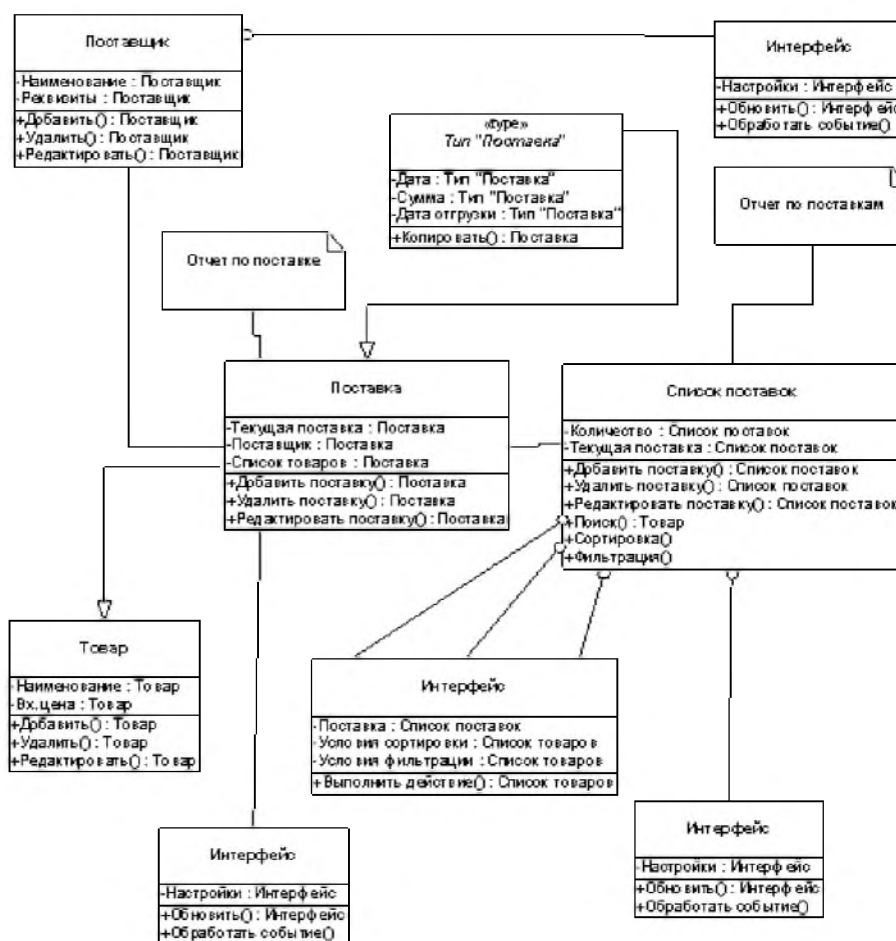 Поставщик
-Наименование : Поставщик
-Реквизиты : Поставщик
+Добавить() : Поставщик
+Удалить() : Поставщик
+Редактировать() : Поставщик
Интерфейс
-Настройки : Интерфейс
+Обновить() : Интерфейс
+Обработать событие()
«type»
Тип "Поставка"
-Дата : Тип "Поставка"
-Сумма : Тип "Поставка"
-Дата отгрузки : Тип "Поставка"
+Копировать() : Поставка
Отчет по поставкам
Отчет по поставке
Поставка
-Текущая поставка : Поставка
-Поставщик : Поставка
-Список товаров : Поставка
+Добавить поставку() : Поставка
+Удалить поставку() : Поставка
+Редактировать поставку() : Поставка
Список поставок
-Количество : Список поставок
-Текущая поставка : Список поставок
+Добавить поставку() : Список поставок
+Удалить поставку() : Список поставок
+Редактировать поставку() : Список поставок
+Поиск() : Товар
+Сортировка()
+Фильтрация()
Товар
-Наименование : Товар
-Вх.цена : Товар
+Добавить() : Товар
+Удалить() : Товар
+Редактировать() : Товар
Интерфейс
-Поставка : Список поставок
-Условия сортировки : Список товаров
-Условия фильтрации : Список товаров
+Выполнить действие() : Список товаров
Интерфейс
-Настройки : Интерфейс
+Обновить() : Интерфейс
+Обработать событие()
Интерфейс
-Настройки : Интерфейс
+Обновить() : Интерфейс
+Обработать событие()